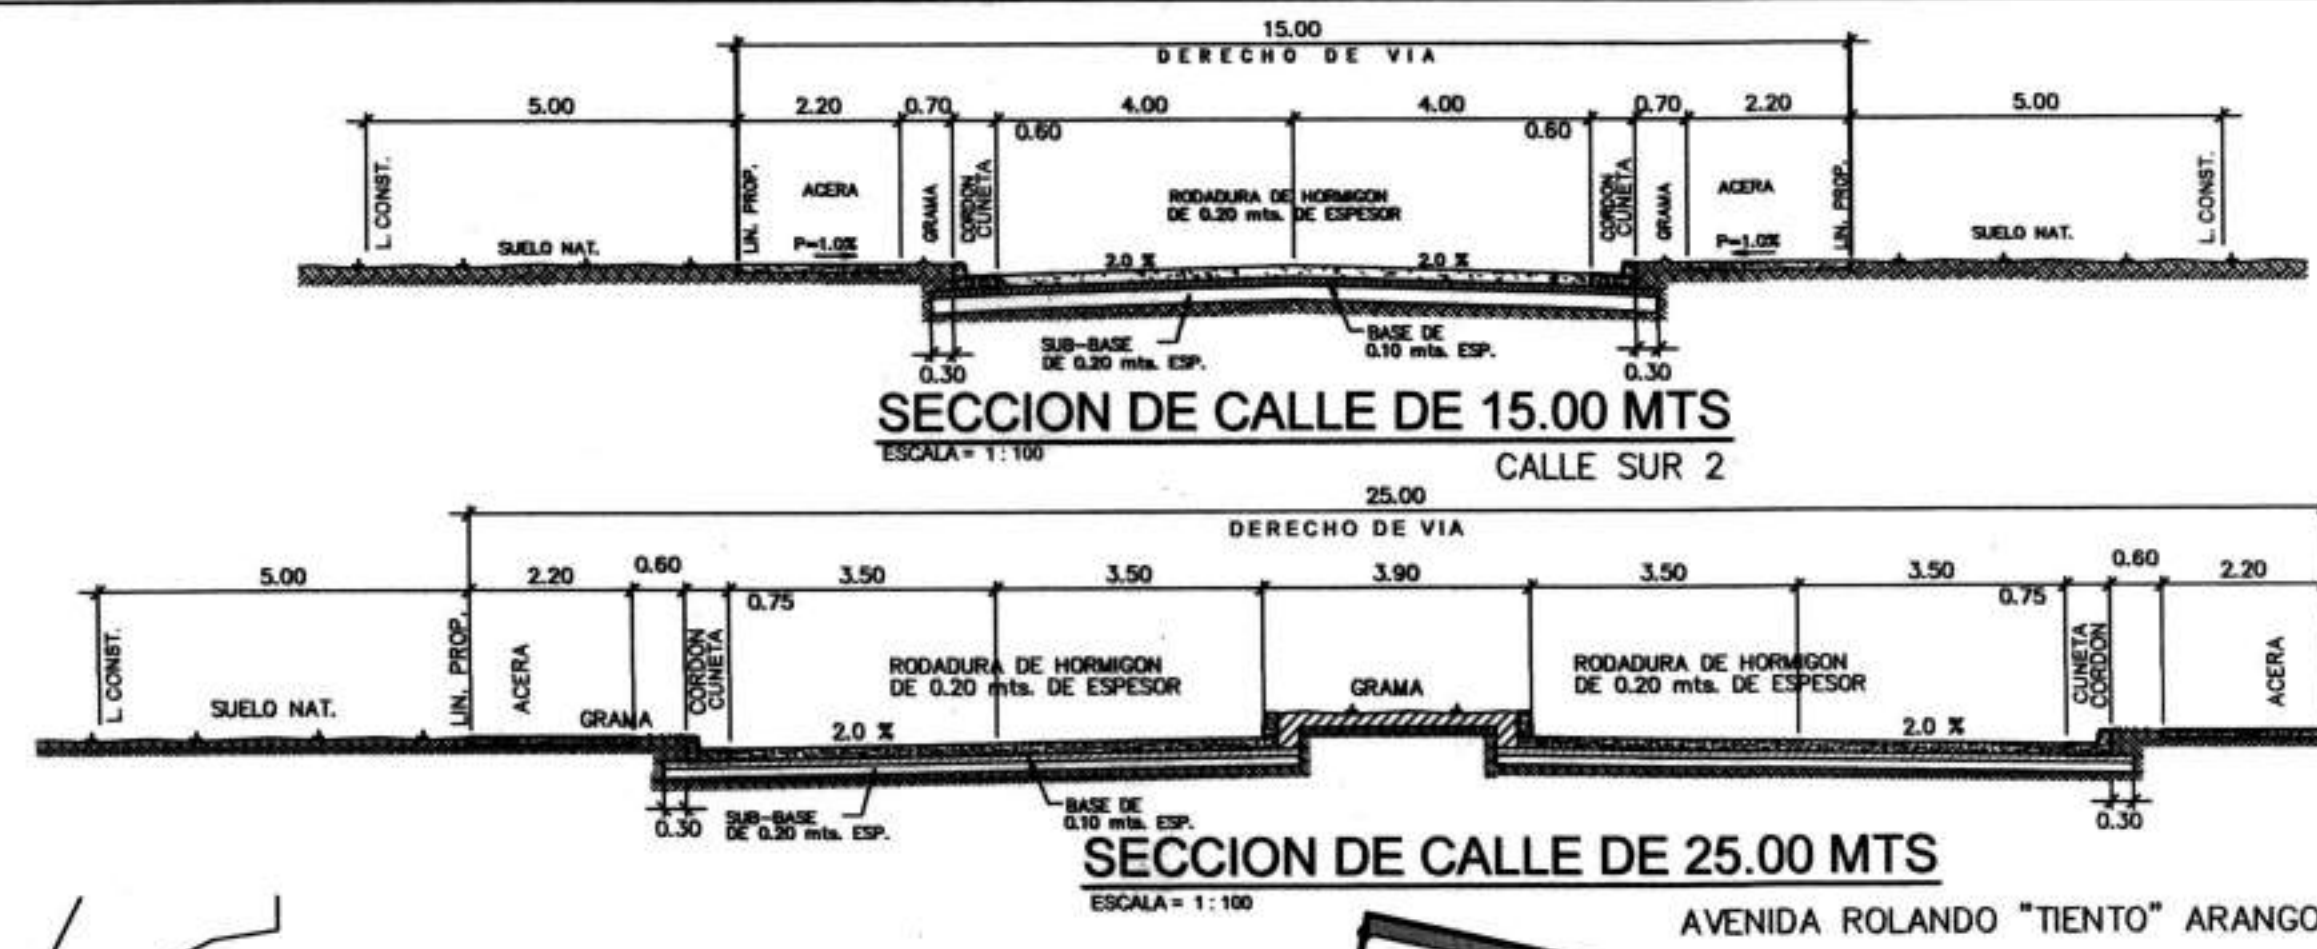 15.00
DERECHO DE VIA
5.00 2.20 0.70 4.00 4.00 0.70 2.20 5.00
0.60 0.60
L. CONST.
SUELO NAT.
LIN. PROP.
ACERA
P=1.0%
GRAMA
CORDON
CUNETA
RODADURA DE HORMIGON
DE 0.20 mts. DE ESPESOR
2.0 % 2.0 %
CORDON
CUNETA
GRAMA
ACERA
P=1.0%
LIN. PROP.
SUELO NAT.
L. CONST.
SUB-BASE
DE 0.20 mts. ESP.
BASE DE
0.10 mts. ESP.
0.30 0.30
SECCION DE CALLE DE 15.00 MTS
ESCALA= 1:100
CALLE SUR 2
25.00
DERECHO DE VIA
5.00 2.20 0.60 3.50 3.50 3.90 3.50 3.50 0.60 2.20
0.75 0.75
L. CONST.
SUELO NAT.
LIN. PROP.
ACERA
GRAMA
CORDON
CUNETA
RODADURA DE HORMIGON
DE 0.20 mts. DE ESPESOR
2.0 %
GRAMA
RODADURA DE HORMIGON
DE 0.20 mts. DE ESPESOR
2.0 %
CUNETA
CORDON
ACERA
0.30
SUB-BASE
DE 0.20 mts. ESP.
BASE DE
0.10 mts. ESP.
0.30
SECCION DE CALLE DE 25.00 MTS
ESCALA= 1:100
AVENIDA ROLANDO "TIENTO" ARANGO